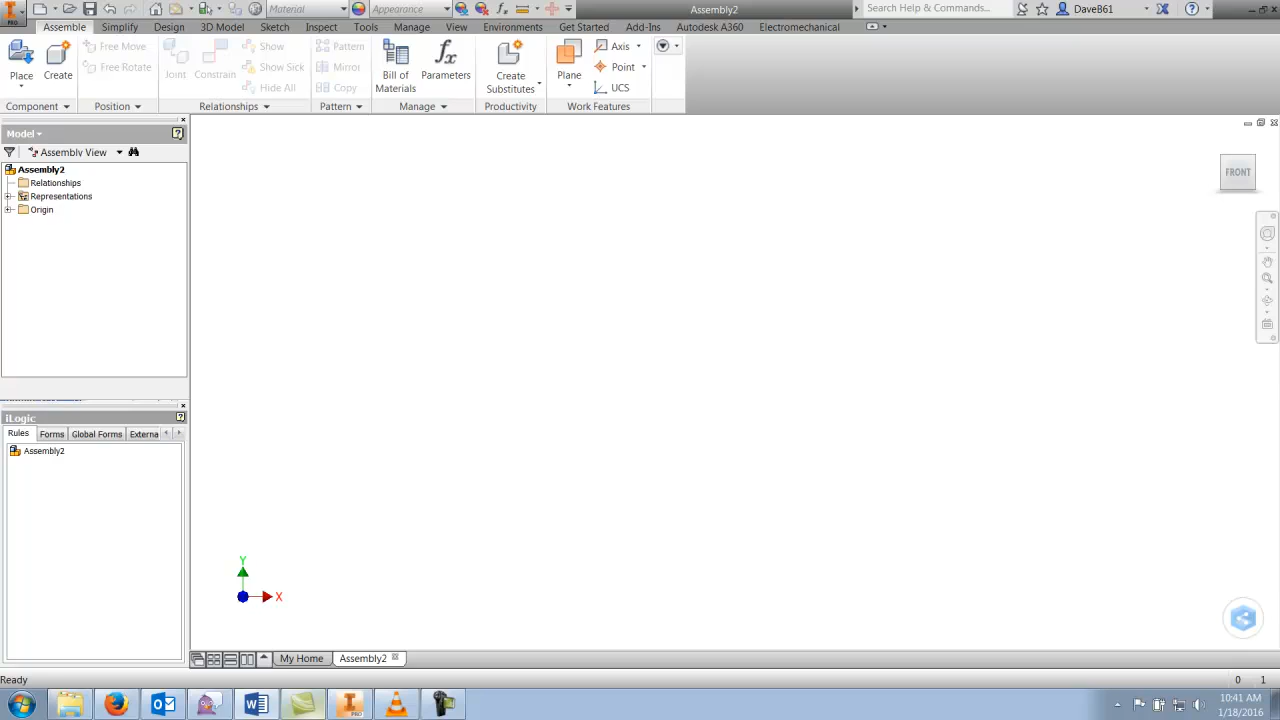 Material
Appearance
Assembly2
Search Help & Commands...
DaveB61
PRO
Assemble Simplify Design 3D Model Sketch Inspect Tools Manage View Environments Get Started Add-Ins Autodesk A360 Electromechanical
Place
Create
Free Move
Free Rotate
Joint
Constrain
Show
Show Sick
Hide All
Pattern
Mirror
Copy
Bill of
Materials
Parameters
Create
Substitutes
Plane
Axis
Point
UCS
Component Position Relationships Pattern Manage Productivity Work Features
Model
Assembly View
Assembly2
Relationships
Representations
Origin
FRONT
iLogic
Rules Forms Global Forms Externa
Assembly2
Y
X
My Home Assembly2
Ready
0 1
PRO
10:41 AM
1/18/2016